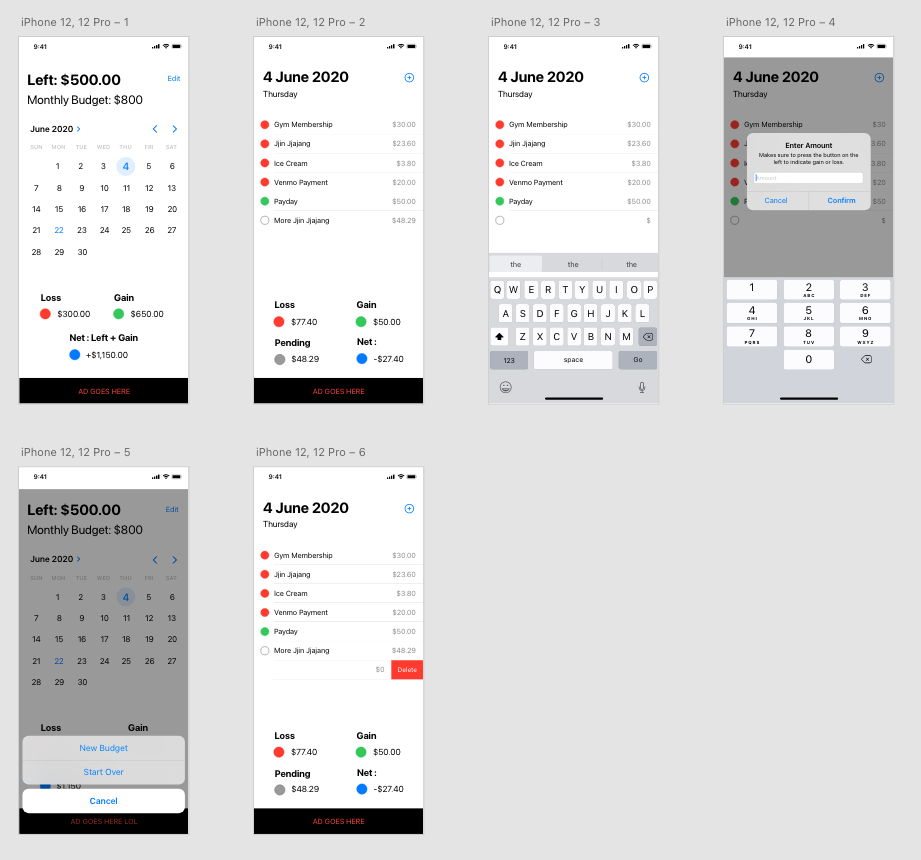 iPhone 12, 12 Pro – 1
9:41
Left: $500.00
Edit
Monthly Budget: $800
June 2020
SUN MON TUE WED THU FRI SAT
1 2 3 4 5 6
7 8 9 10 11 12 13
14 15 16 17 18 19 20
21 22 23 24 25 26 27
28 29 30
Loss Gain
$300.00 $650.00
Net : Left + Gain
+$1,150.00
AD GOES HERE
iPhone 12, 12 Pro – 2
9:41
4 June 2020
Thursday
Gym Membership $30.00
Jjin Jjajang $23.60
Ice Cream $3.80
Venmo Payment $20.00
Payday $50.00
More Jjin Jjajang $48.29
Loss Gain
$77.40 $50.00
Pending Net :
$48.29 -$27.40
AD GOES HERE
iPhone 12, 12 Pro – 3
9:41
4 June 2020
Thursday
Gym Membership $30.00
Jjin Jjajang $23.60
Ice Cream $3.80
Venmo Payment $20.00
Payday $50.00
$
the the the
Q W E R T Y U I O P
A S D F G H J K L
Z X C V B N M
123 space Go
iPhone 12, 12 Pro – 4
9:41
4 June 2020
Thursday
Gym Membership $30
3.60
3.80
V $20
P $50
$
Enter Amount
Makes sure to press the button on the
left to indicate gain or loss.
Amount
Cancel Confirm
1 2 3
ABC DEF
4 5 6
GHI JKL MNO
7 8 9
PQRS TUV WXYZ
0
iPhone 12, 12 Pro – 5
9:41
Left: $500.00
Edit
Monthly Budget: $800
June 2020
SUN MON TUE WED THU FRI SAT
1 2 3 4 5 6
7 8 9 10 11 12 13
14 15 16 17 18 19 20
21 22 23 24 25 26 27
28 29 30
Loss Gain
New Budget
Start Over
$1,150
Cancel
AD GOES HERE LOL
iPhone 12, 12 Pro – 6
9:41
4 June 2020
Thursday
Gym Membership $30.00
Jjin Jjajang $23.60
Ice Cream $3.80
Venmo Payment $20.00
Payday $50.00
More Jjin Jjajang $48.29
$0 Delete
Loss Gain
$77.40 $50.00
Pending Net :
$48.29 -$27.40
AD GOES HERE